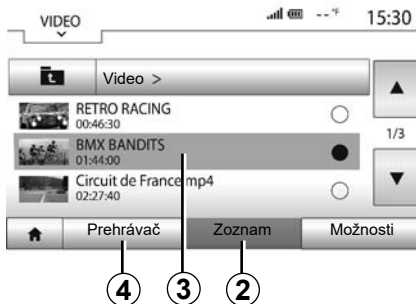 VIDEO --°F 15:30
Video >
RETRO RACING
00:46:30
BMX BANDITS
01:44:00
1/3
Circuit de France.mp4
02:27:40
Prehrávač Zoznam Možnosti
4 3 2